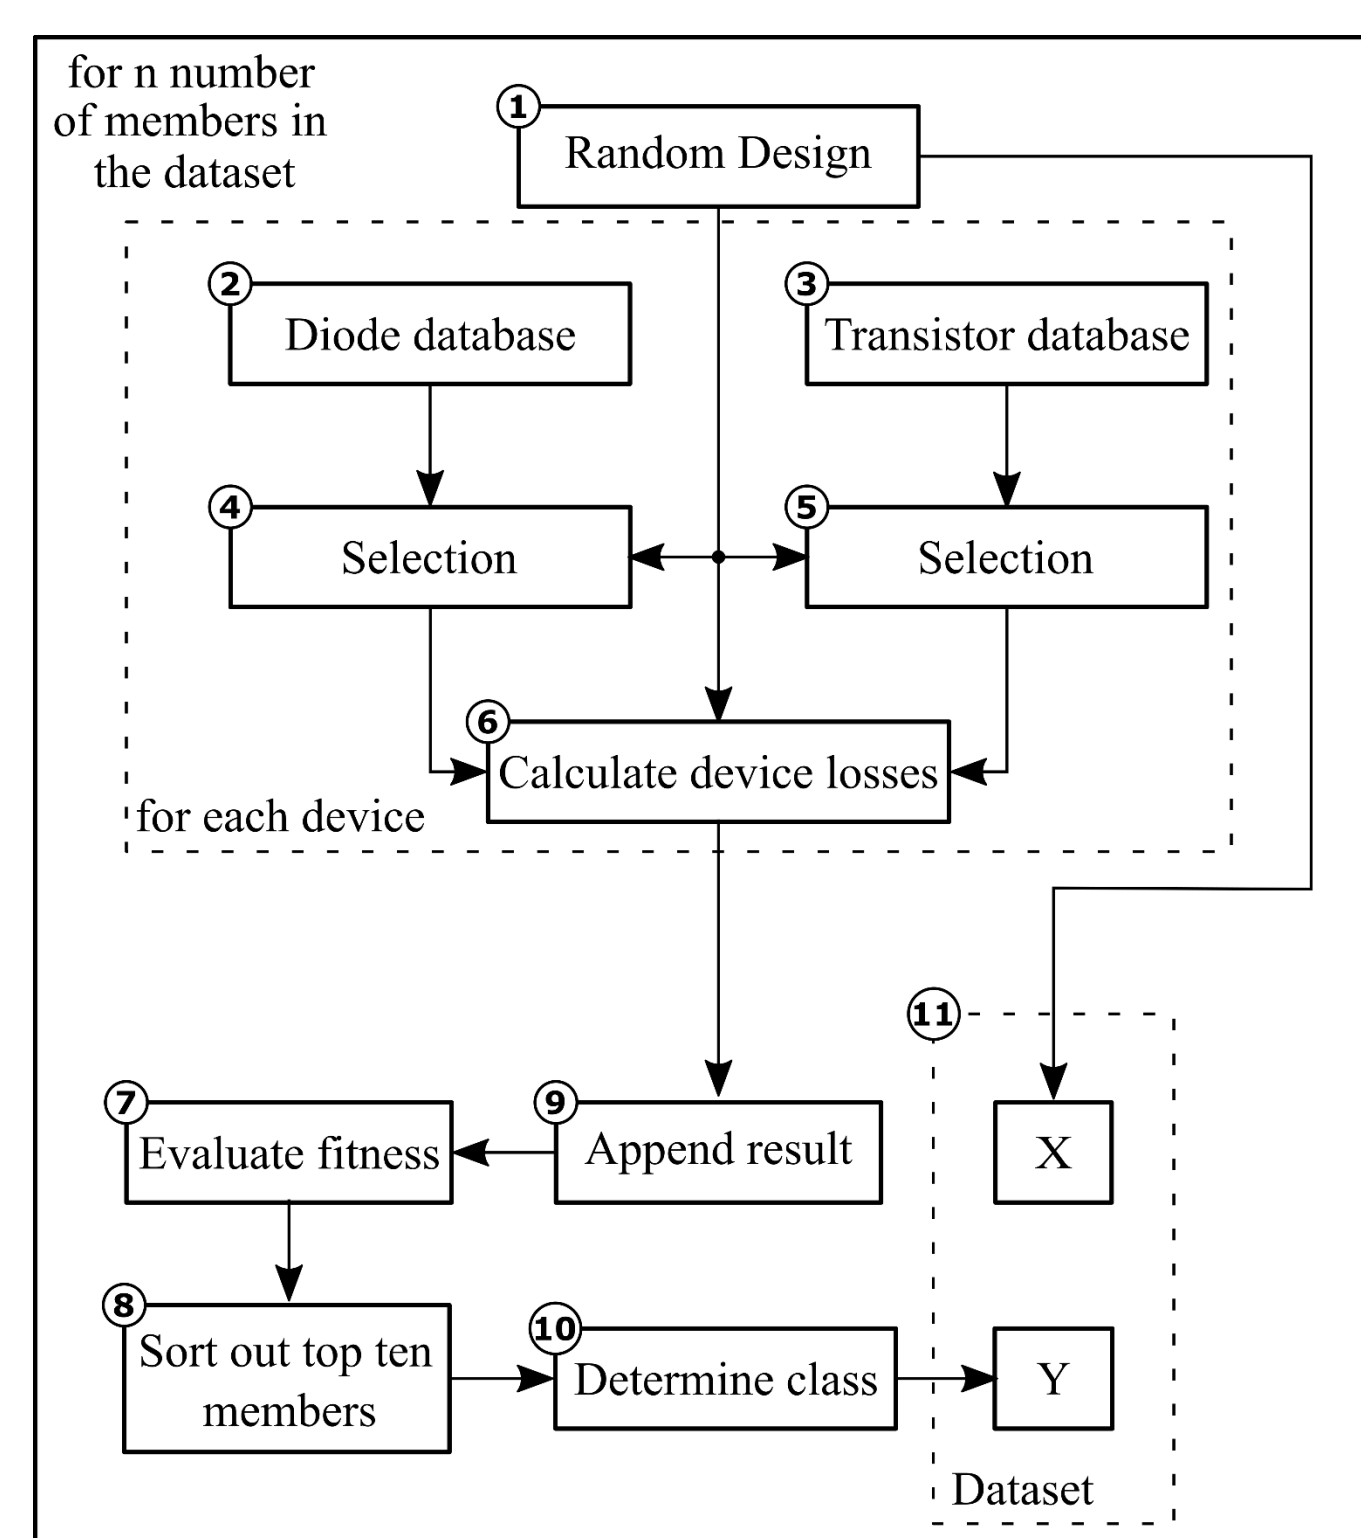 for n number
of members in
the dataset
1
Random Design
2
Diode database
3
Transistor database
4
Selection
5
Selection
6
Calculate device losses
for each device
11
7
Evaluate fitness
9
Append result
X
8
Sort out top ten
members
10
Determine class
Y
Dataset